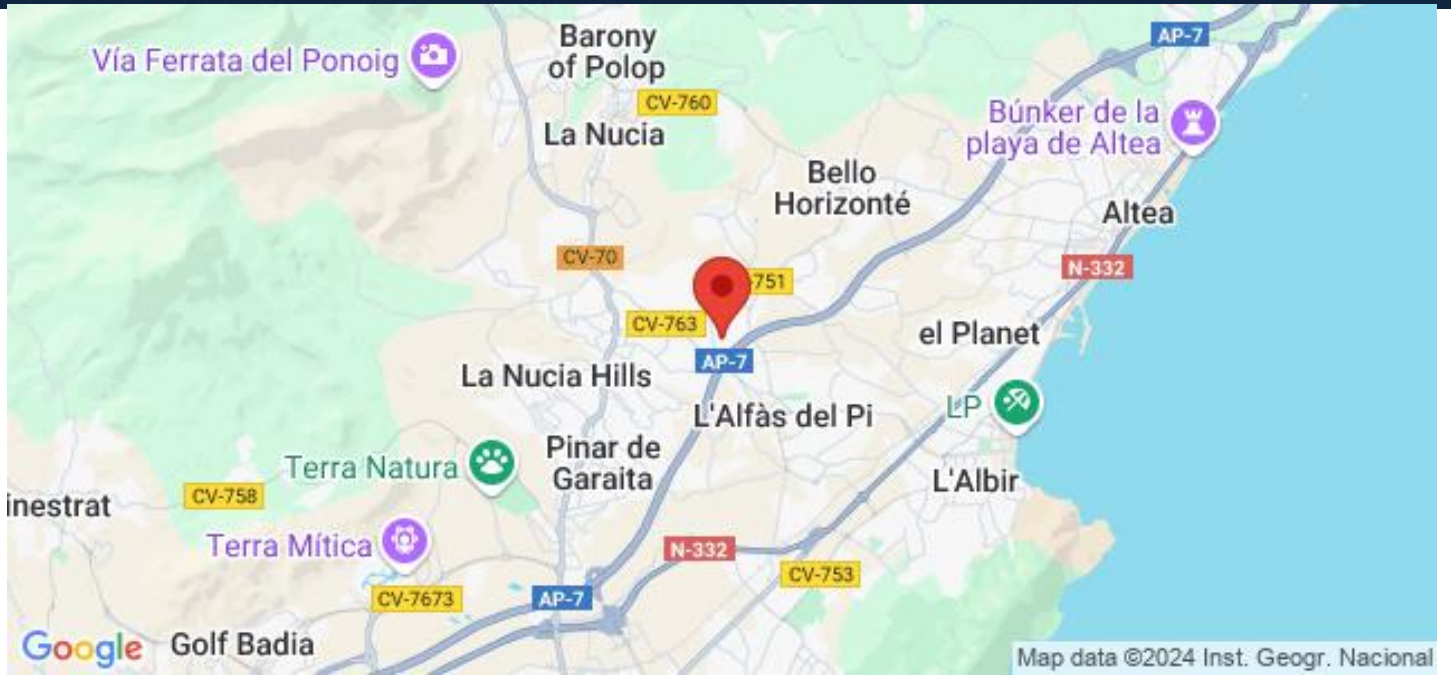 AP-7
Barony
of Polop
Vía Ferrata del Ponoig
CV-760
Búnker de la
playa de Altea
La Nucia
Bello
Horizonté
Altea
CV-70
N-332
751
CV-763
el Planet
AP-7
La Nucia Hills
L'Alfàs del Pi
LP
Pinar de
Garaita
Terra Natura
L'Albir
CV-758
inestrat
Terra Mítica
N-332
CV-753
CV-7673
AP-7
Google
Golf Badia
Map data ©2024 Inst. Geogr. Nacional